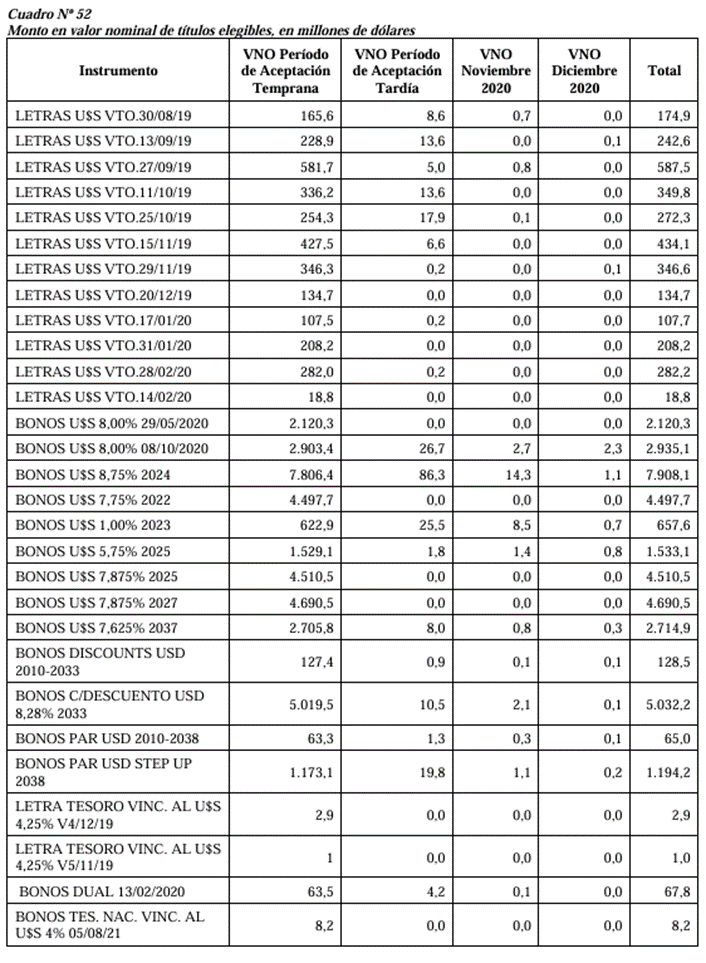 Cuadro Nº 52
Monto en valor nominal de títulos elegibles, en millones de dólares
Instrumento VNO Período de Aceptación Temprana VNO Período de Aceptación Tardía VNO Noviembre 2020 VNO Diciembre 2020 Total
LETRAS U$S VTO.30/08/19 165,6 8,6 0,7 0,0 174,9
LETRAS U$S VTO.13/09/19 228,9 13,6 0,0 0,1 242,6
LETRAS U$S VTO.27/09/19 581,7 5,0 0,8 0,0 587,5
LETRAS U$S VTO.11/10/19 336,2 13,6 0,0 0,0 349,8
LETRAS U$S VTO.25/10/19 254,3 17,9 0,1 0,0 272,3
LETRAS U$S VTO.15/11/19 427,5 6,6 0,0 0,0 434,1
LETRAS U$S VTO.29/11/19 346,3 0,2 0,0 0,1 346,6
LETRAS U$S VTO.20/12/19 134,7 0,0 0,0 0,0 134,7
LETRAS U$S VTO.17/01/20 107,5 0,2 0,0 0,0 107,7
LETRAS U$S VTO.31/01/20 208,2 0,0 0,0 0,0 208,2
LETRAS U$S VTO.28/02/20 282,0 0,2 0,0 0,0 282,2
LETRAS U$S VTO.14/02/20 18,8 0,0 0,0 0,0 18,8
BONOS U$S 8,00% 29/05/2020 2.120,3 0,0 0,0 0,0 2.120,3
BONOS U$S 8,00% 08/10/2020 2.903,4 26,7 2,7 2,3 2.935,1
BONOS U$S 8,75% 2024 7.806,4 86,3 14,3 1,1 7.908,1
BONOS U$S 7,75% 2022 4.497,7 0,0 0,0 0,0 4.497,7
BONOS U$S 1,00% 2023 622,9 25,5 8,5 0,7 657,6
BONOS U$S 5,75% 2025 1.529,1 1,8 1,4 0,8 1.533,1
BONOS U$S 7,875% 2025 4.510,5 0,0 0,0 0,0 4.510,5
BONOS U$S 7,875% 2027 4.690,5 0,0 0,0 0,0 4.690,5
BONOS U$S 7,625% 2037 2.705,8 8,0 0,8 0,3 2.714,9
BONOS DISCOUNTS USD
2010-2033 127,4 0,9 0,1 0,1 128,5
BONOS C/DESCUENTO USD
8,28% 2033 5.019,5 10,5 2,1 0,1 5.032,2
BONOS PAR USD 2010-2038 63,3 1,3 0,3 0,1 65,0
BONOS PAR USD STEP UP
2038 1.173,1 19,8 1,1 0,2 1.194,2
LETRA TESORO VINC. AL U$S
4,25% V4/12/19 2,9 0,0 0,0 0,0 2,9
LETRA TESORO VINC. AL U$S
4,25% V5/11/19 1 0,0 0,0 0,0 1,0
BONOS DUAL 13/02/2020 63,5 4,2 0,1 0,0 67,8
BONOS TES. NAC. VINC. AL
U$S 4% 05/08/21 8,2 0,0 0,0 0,0 8,2